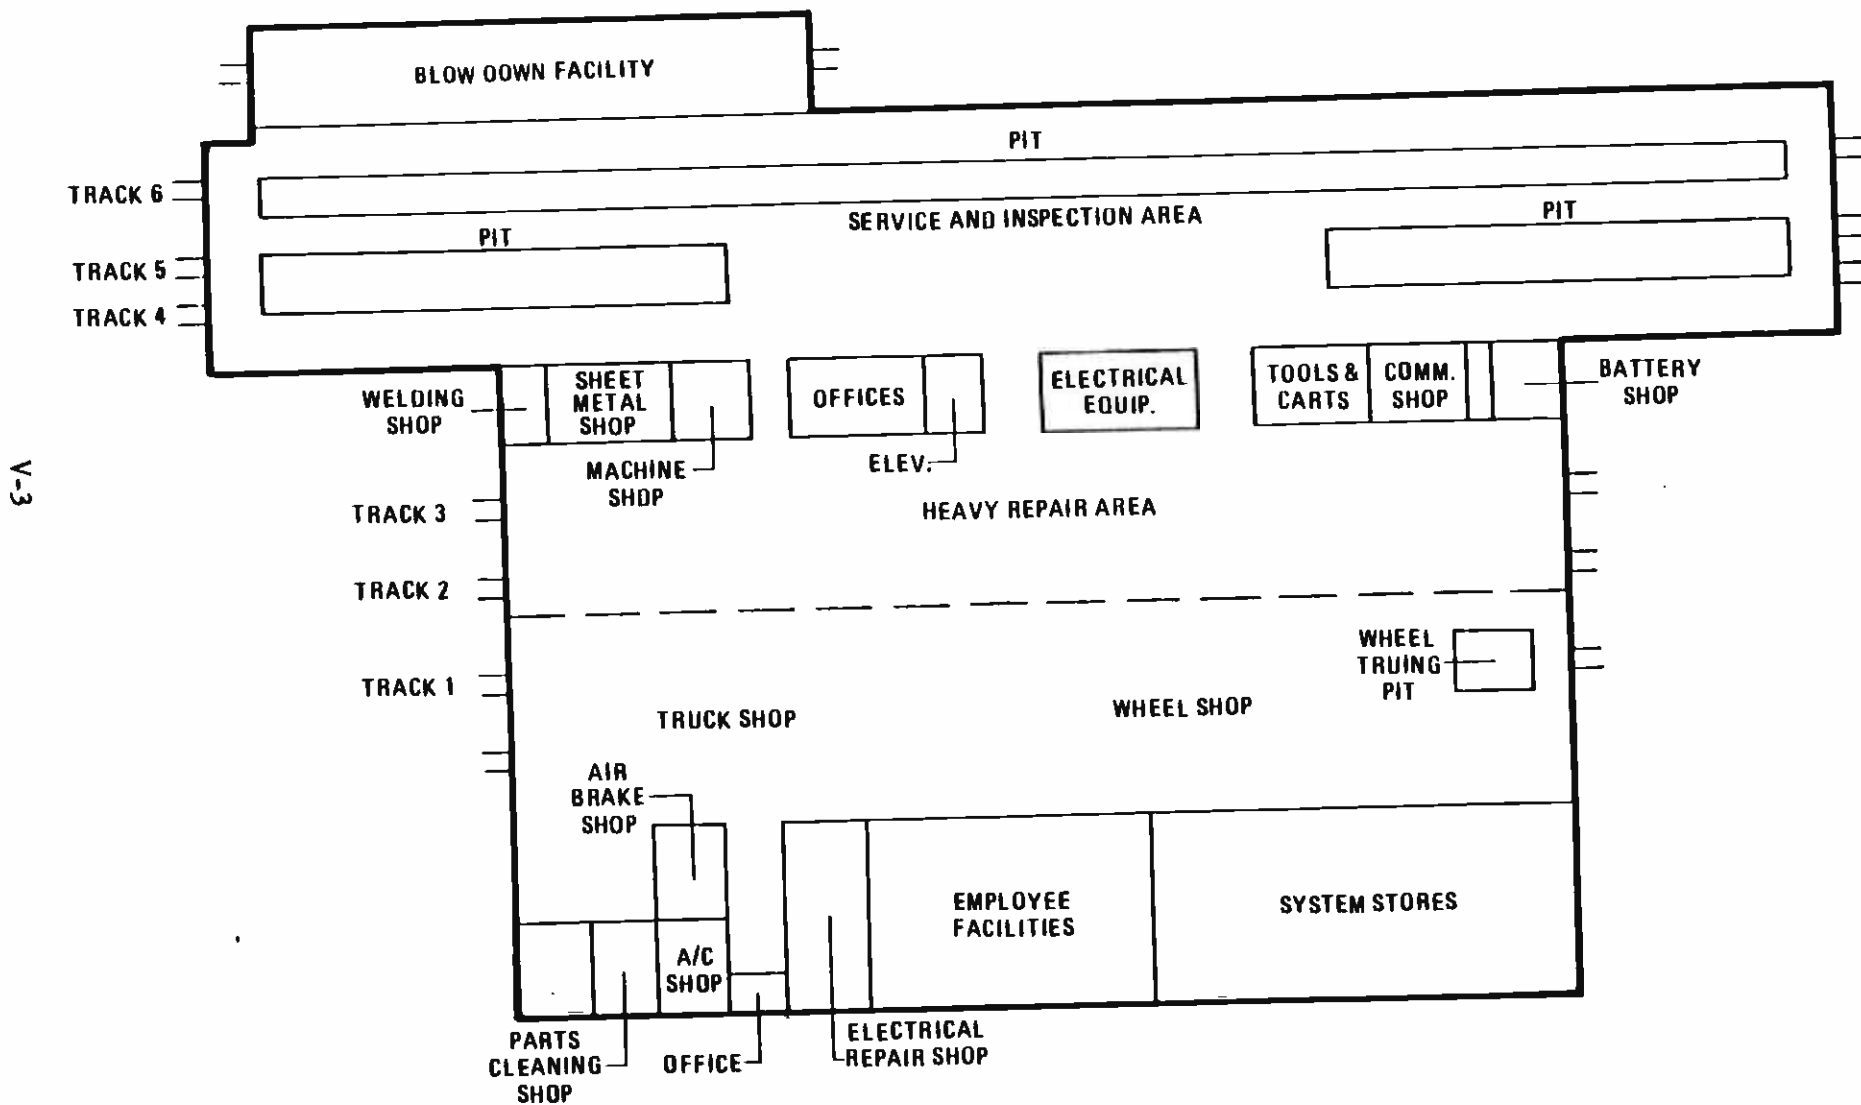 BLOW DOWN FACILITY
PIT
TRACK 6
SERVICE AND INSPECTION AREA
PIT
PIT
TRACK 5
TRACK 4
WELDING
SHOP
SHEET
METAL
SHOP
OFFICES
ELECTRICAL
EQUIP.
TOOLS &
CARTS
COMM.
SHOP
BATTERY
SHOP
MACHINE
SHOP
ELEV.
V-3
TRACK 3
HEAVY REPAIR AREA
TRACK 2
WHEEL
TRUING
PIT
TRACK 1
TRUCK SHOP
WHEEL SHOP
AIR
BRAKE
SHOP
EMPLOYEE
FACILITIES
SYSTEM STORES
A/C
SHOP
PARTS
CLEANING
SHOP
OFFICE
ELECTRICAL
REPAIR SHOP